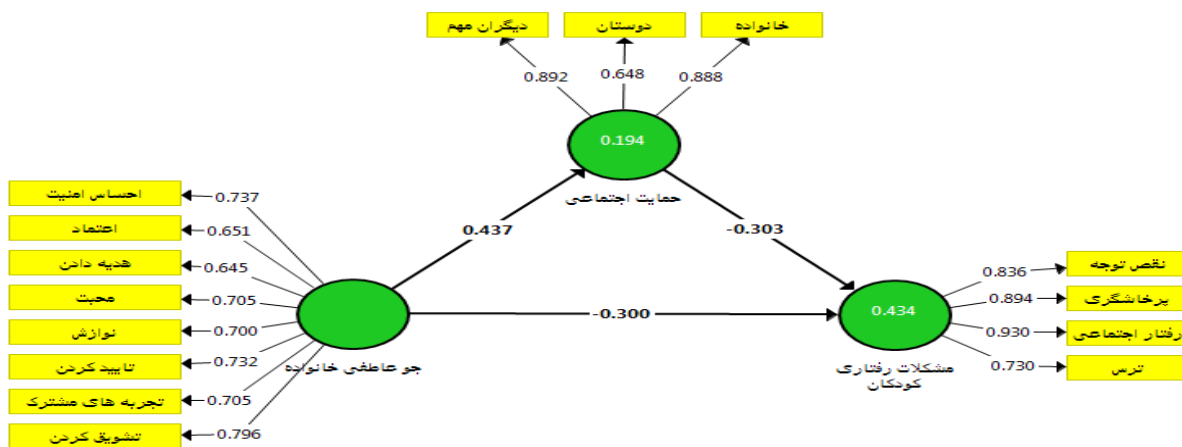 دیگران مهم
دوستان
خانواده
0.892
0.648
0.888
0.194
حمایت اجتماعی
احساس امنیت
0.737
اعتماد
0.651
هدیه دادن
0.645
محبت
0.705
نوازش
0.700
تایید کردن
0.732
تجربه های مشترک
0.705
تشویق کردن
0.796
جو عاطفی خانواده
0.437
-0.303
-0.300
0.434
مشکلات رفتاری
کودکان
0.836
نقص توجه
0.894
پرخاشگری
0.930
رفتار اجتماعی
0.730
ترس